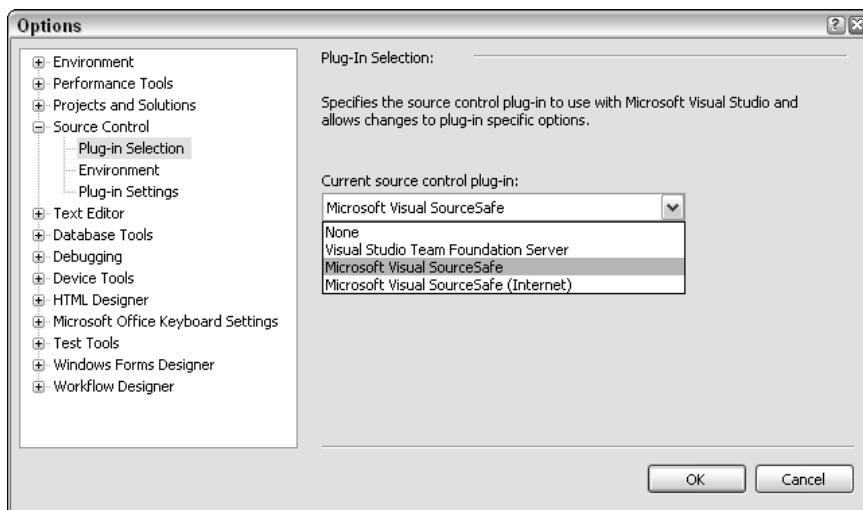 Options
Environment
Performance Tools
Projects and Solutions
Source Control
Plug-in Selection
Environment
Plug-in Settings
Text Editor
Database Tools
Debugging
Device Tools
HTML Designer
Microsoft Office Keyboard Settings
Test Tools
Windows Forms Designer
Workflow Designer
Plug-In Selection:
Specifies the source control plug-in to use with Microsoft Visual Studio and
allows changes to plug-in specific options.
Current source control plug-in:
Microsoft Visual SourceSafe
None
Visual Studio Team Foundation Server
Microsoft Visual SourceSafe
Microsoft Visual SourceSafe (Internet)
OK
Cancel